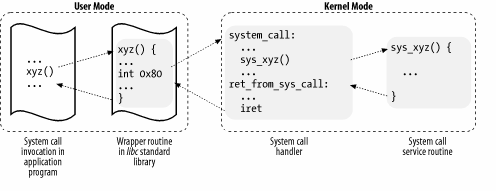 User Mode
Kernel Mode
...
xyz()
...
xyz() {
...
int 0x80
...
}
system_call:
...
sys_xyz()
...
ret_from_sys_call:
...
iret
sys_xyz() {
...
}
System call
invocation in
application
program
Wrapper routine
in libc standard
library
System call
handler
System call
service routine